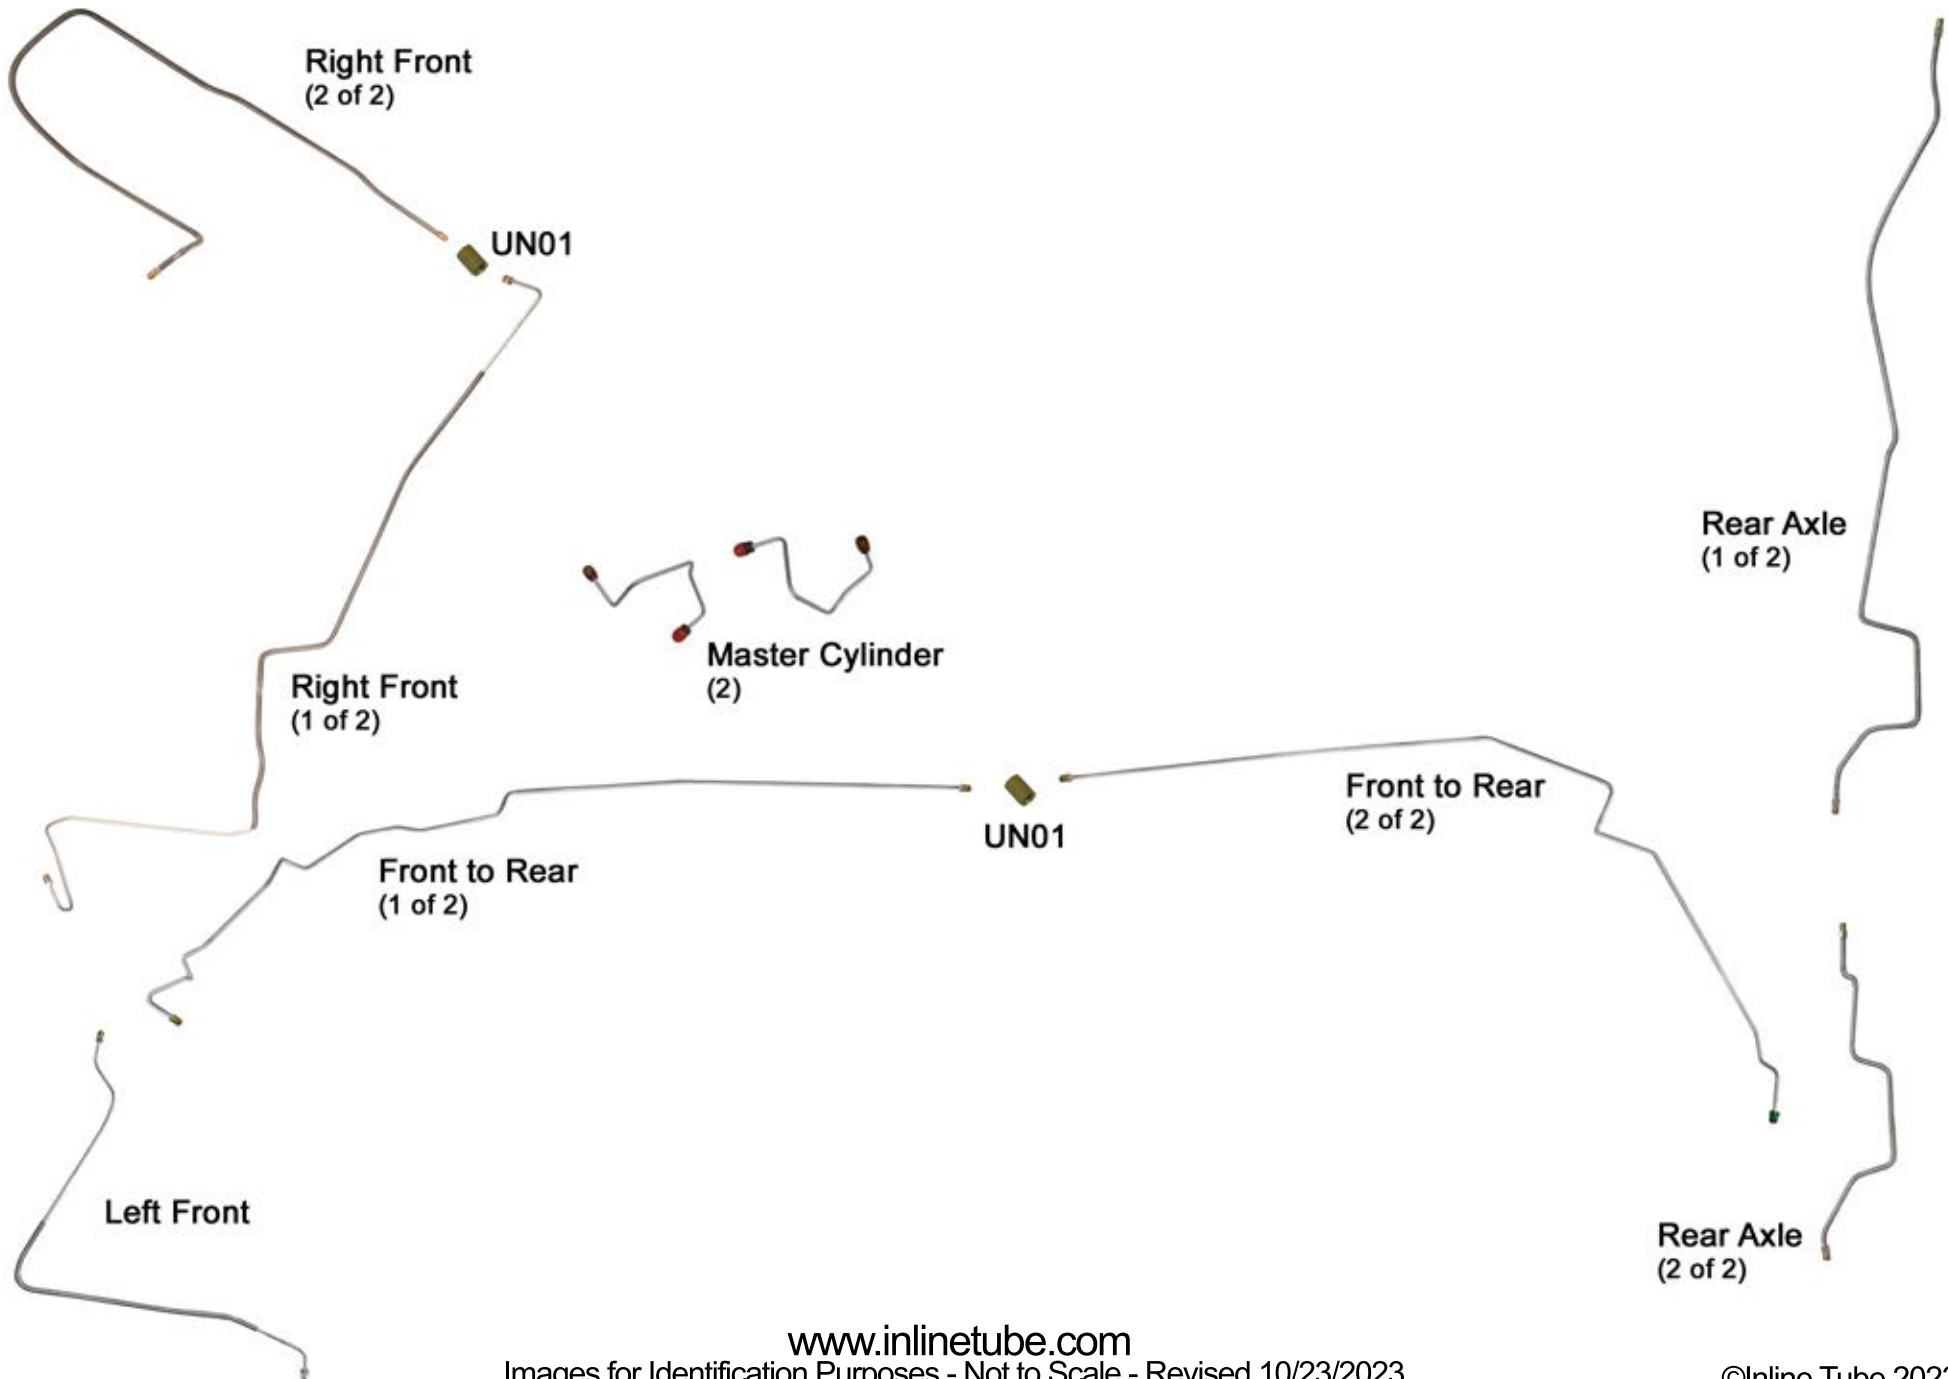 Right Front
(2 of 2)
UN01
Rear Axle
(1 of 2)
Master Cylinder
(2)
Right Front
(1 of 2)
Front to Rear
(2 of 2)
UN01
Front to Rear
(1 of 2)
Left Front
Rear Axle
(2 of 2)
www.inlinetube.com
Images for Identification Purposes - Not to Scale - Revised 10/23/2023
©Inline Tube